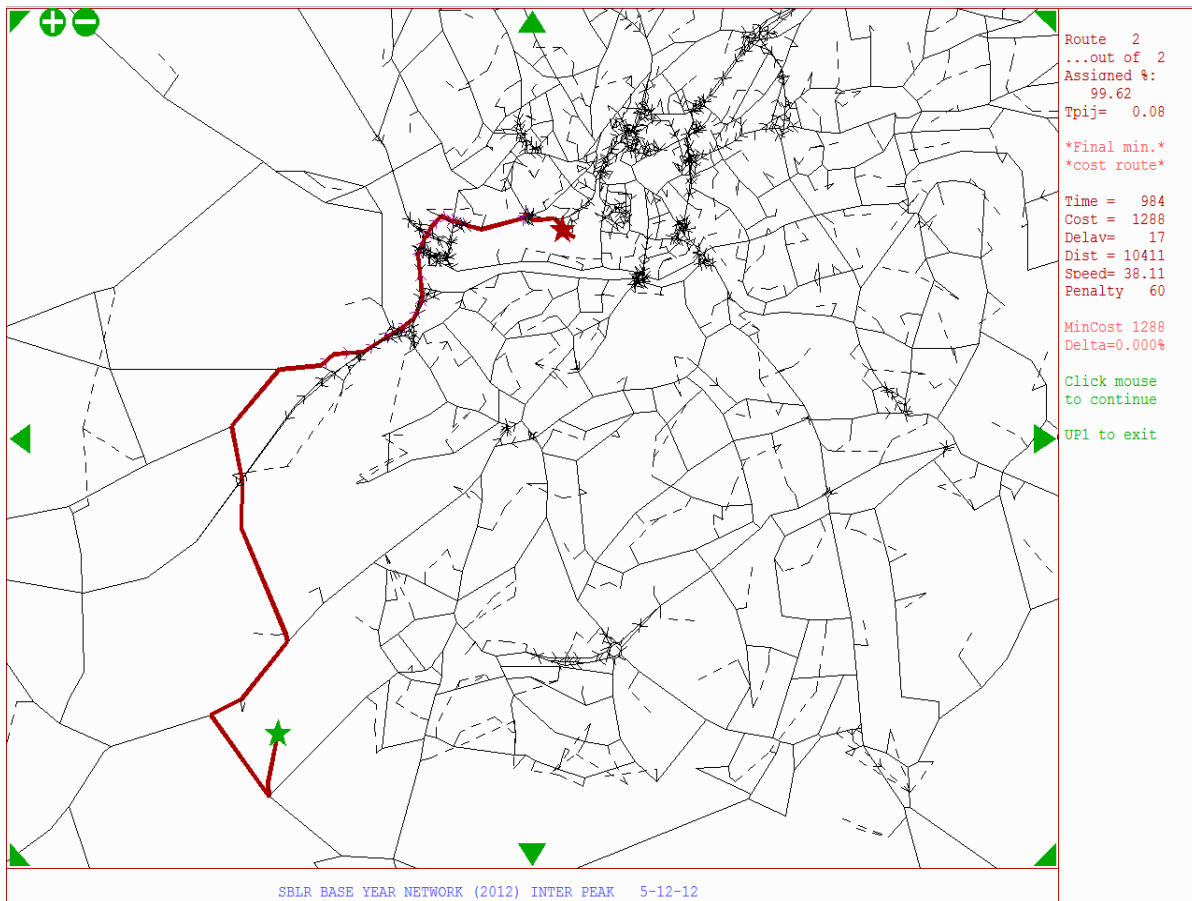 Route 2
...out of 2
Assigned %:
99.62
Tpij= 0.08
*Final min.*
*cost route*
Time = 984
Cost = 1288
Delay= 17
Dist = 10411
Speed= 38.11
Penalty 60
MinCost 1288
Delta=0.000%
Click mouse
to continue
UP1 to exit
SBLR BASE YEAR NETWORK (2012) INTER PEAK 5-12-12